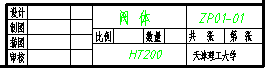 设计 阀体 ZP01-01
制图 比例 数量 共 张 第 张
描图 HT200 天津理工大学
审核